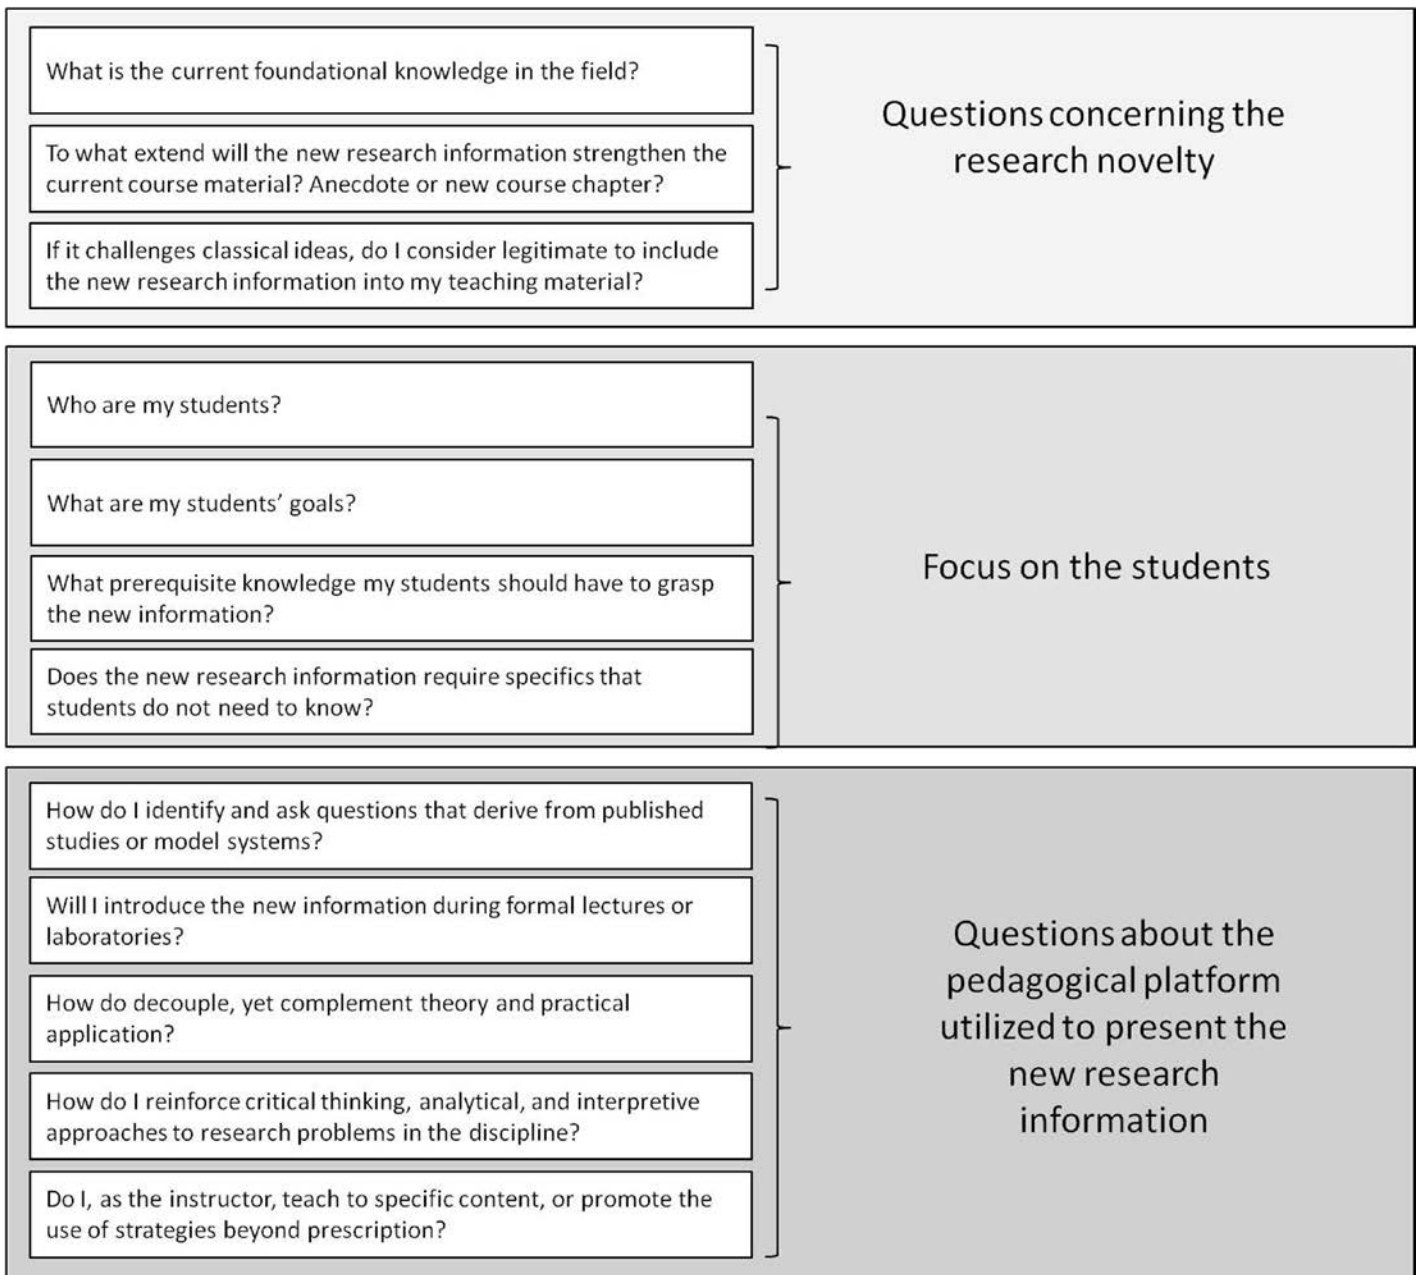 What is the current foundational knowledge in the field?
To what extend will the new research information strengthen the
current course material? Anecdote or new course chapter?
If it challenges classical ideas, do I consider legitimate to include
the new research information into my teaching material?
Questions concerning the
research novelty
Who are my students?
What are my students’ goals?
What prerequisite knowledge my students should have to grasp
the new information?
Does the new research information require specifics that
students do not need to know?
Focus on the students
How do I identify and ask questions that derive from published
studies or model systems?
Will I introduce the new information during formal lectures or
laboratories?
How do decouple, yet complement theory and practical
application?
How do I reinforce critical thinking, analytical, and interpretive
approaches to research problems in the discipline?
Do I, as the instructor, teach to specific content, or promote the
use of strategies beyond prescription?
Questions about the
pedagogical platform
utilized to present the
new research
information